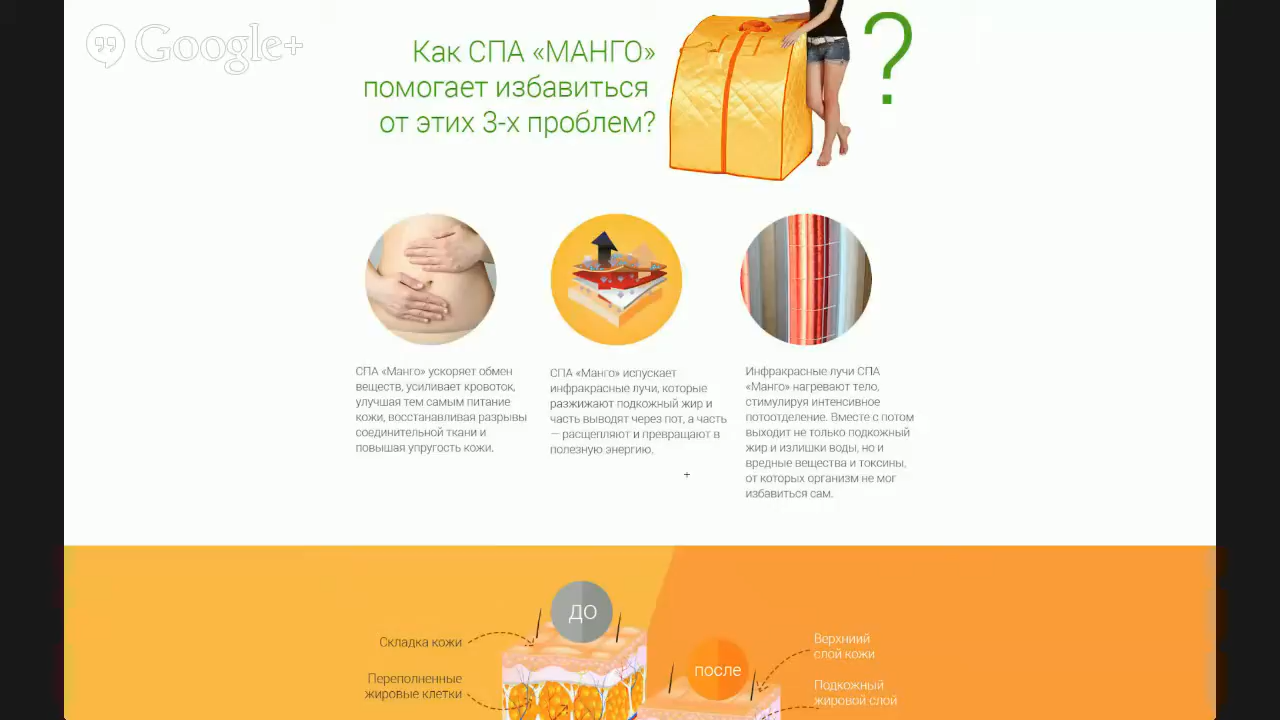 Google+
Как СПА «МАНГО»
помогает избавиться
от этих 3-х проблем?
?
СПА «Манго» ускоряет обмен
веществ, усиливает кровоток,
улучшая тем самым питание
кожи, восстанавливая разрывы
соединительной ткани и
повышая упругость кожи.
СПА «Манго» испускает
инфракрасные лучи, которые
разжижают подкожный жир и
часть выводят через пот, а часть
— расщепляют и превращают в
полезную энергию.
Инфракрасные лучи СПА
«Манго» нагревают тело,
стимулируя интенсивное
потоотделение. Вместе с потом
выходит не только подкожный
жир и излишки воды, но и
вредные вещества и токсины,
от которых организм не мог
избавиться сам.
ДО
Складка кожи
Переполненные
жировые клетки
после
Верхниий
слой кожи
Подкожный
жировой слой